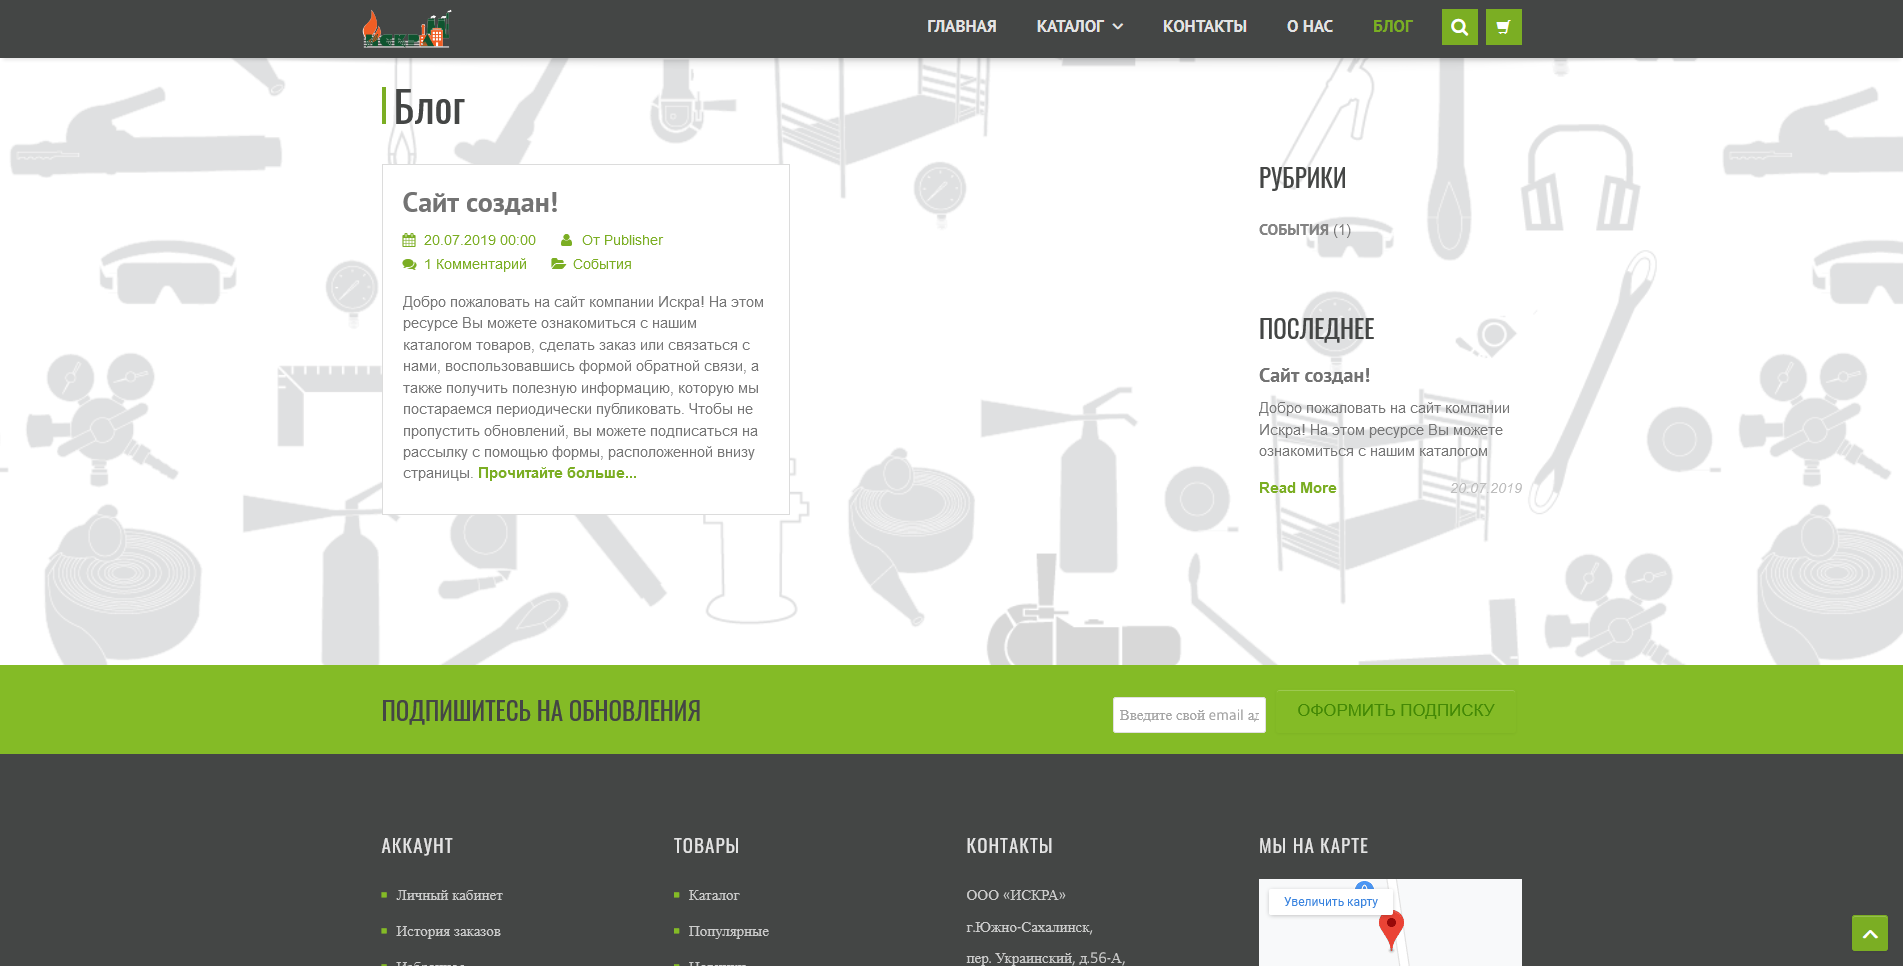 ГЛАВНАЯ КАТАЛОГ КОНТАКТЫ О НАС БЛОГ
Блог
Сайт создан!
20.07.2019 00:00 От Publisher
1 Комментарий События
Добро пожаловать на сайт компании Искра! На этом
ресурсе Вы можете ознакомиться с нашим
каталогом товаров, сделать заказ или связаться с
нами, воспользовавшись формой обратной связи, а
также получить полезную информацию, которую мы
постараемся периодически публиковать. Чтобы не
пропустить обновлений, вы можете подписаться на
рассылку с помощью формы, расположенной внизу
страницы. Прочитайте больше...
РУБРИКИ
СОБЫТИЯ (1)
ПОСЛЕДНЕЕ
Сайт создан!
Добро пожаловать на сайт компании
Искра! На этом ресурсе Вы можете
ознакомиться с нашим каталогом
Read More 20.07.2019
ПОДПИШИТЕСЬ НА ОБНОВЛЕНИЯ
Введите свой email ад
ОФОРМИТЬ ПОДПИСКУ
АККАУНТ
Личный кабинет
История заказов
ТОВАРЫ
Каталог
Популярные
КОНТАКТЫ
ООО «ИСКРА»
г.Южно-Сахалинск,
пер. Украинский, д.56-А,
МЫ НА КАРТЕ
Увеличить карту